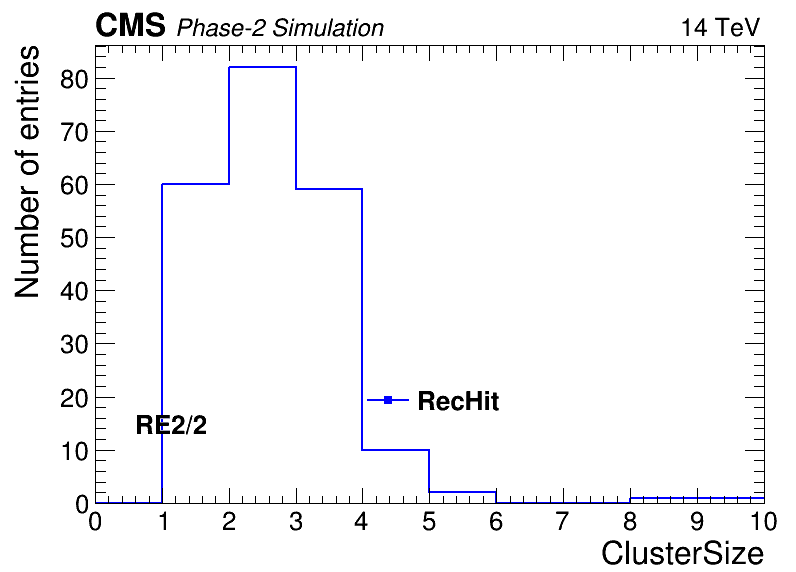 CMS Phase-2 Simulation 14 TeV
Number of entries
80
70
60
50
40
30
20
10
0
RecHit
RE2/2
0 1 2 3 4 5 6 7 8 9 10
ClusterSize